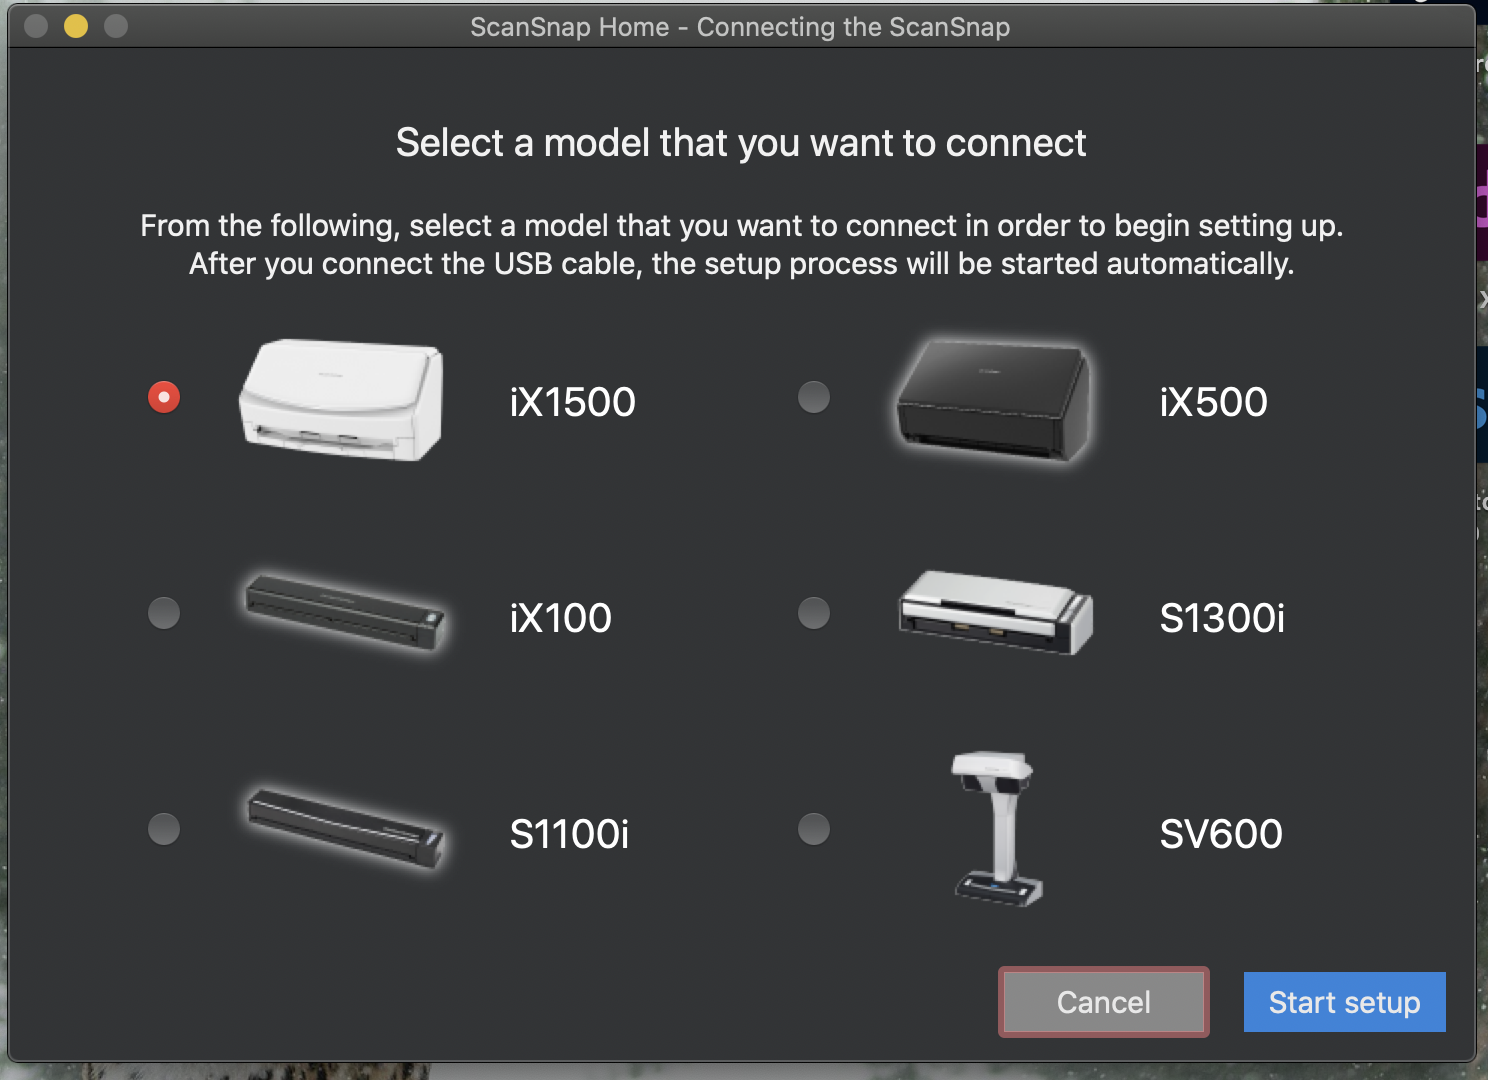 ScanSnap Home - Connecting the ScanSnap
Select a model that you want to connect
From the following, select a model that you want to connect in order to begin setting up.
After you connect the USB cable, the setup process will be started automatically.
iX1500
iX500
iX100
S1300i
S1100i
SV600
Cancel
Start setup